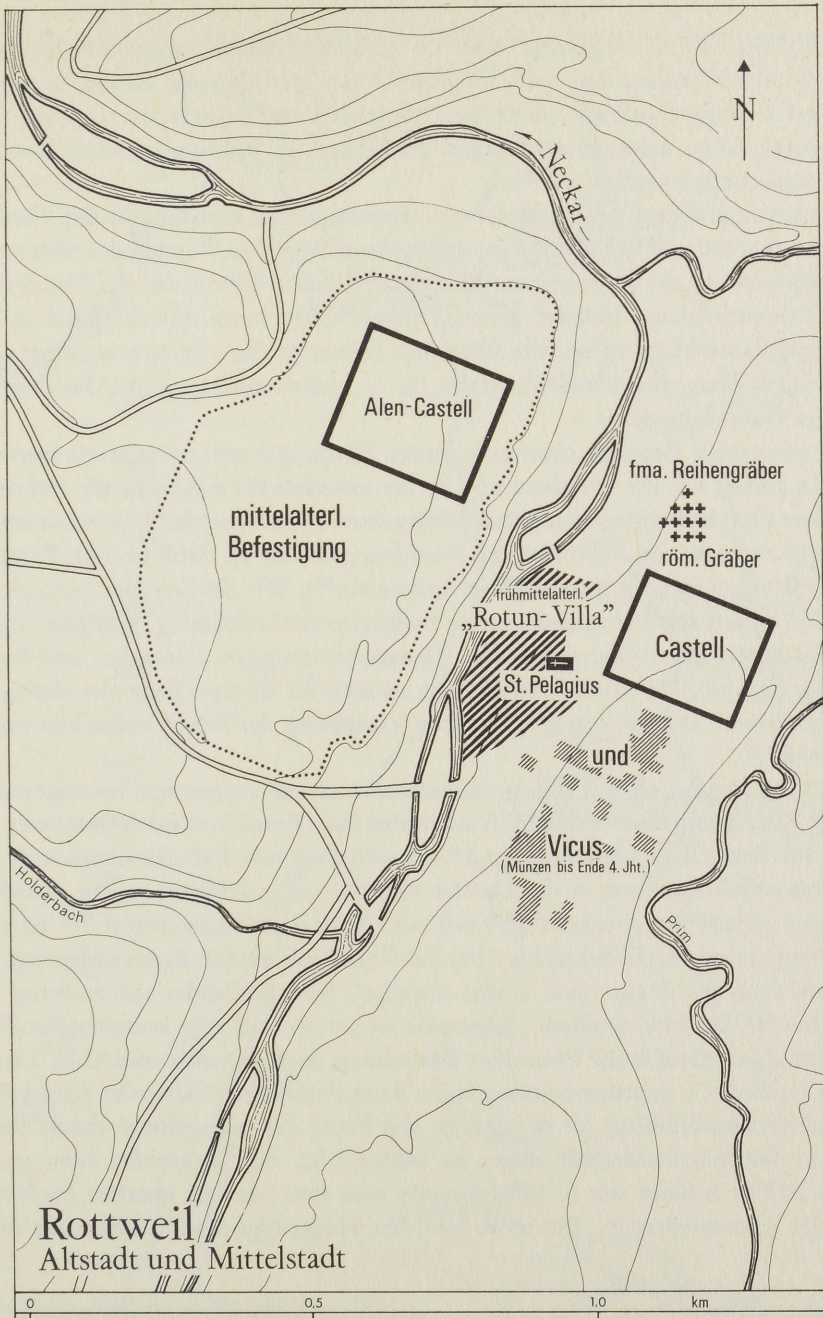 N
Neckar
Alen-Castell
fma. Reihengräber
mittelalterl.
Befestigung
röm. Gräber
frühmittelalterl.
„Rotun-Villa”
Castell
St. Pelagius
und
Vicus
(Münzen bis Ende 4. Jht.)
Holderbach
Prim
Rottweil
Altstadt und Mittelstadt
0 0,5 1,0 km